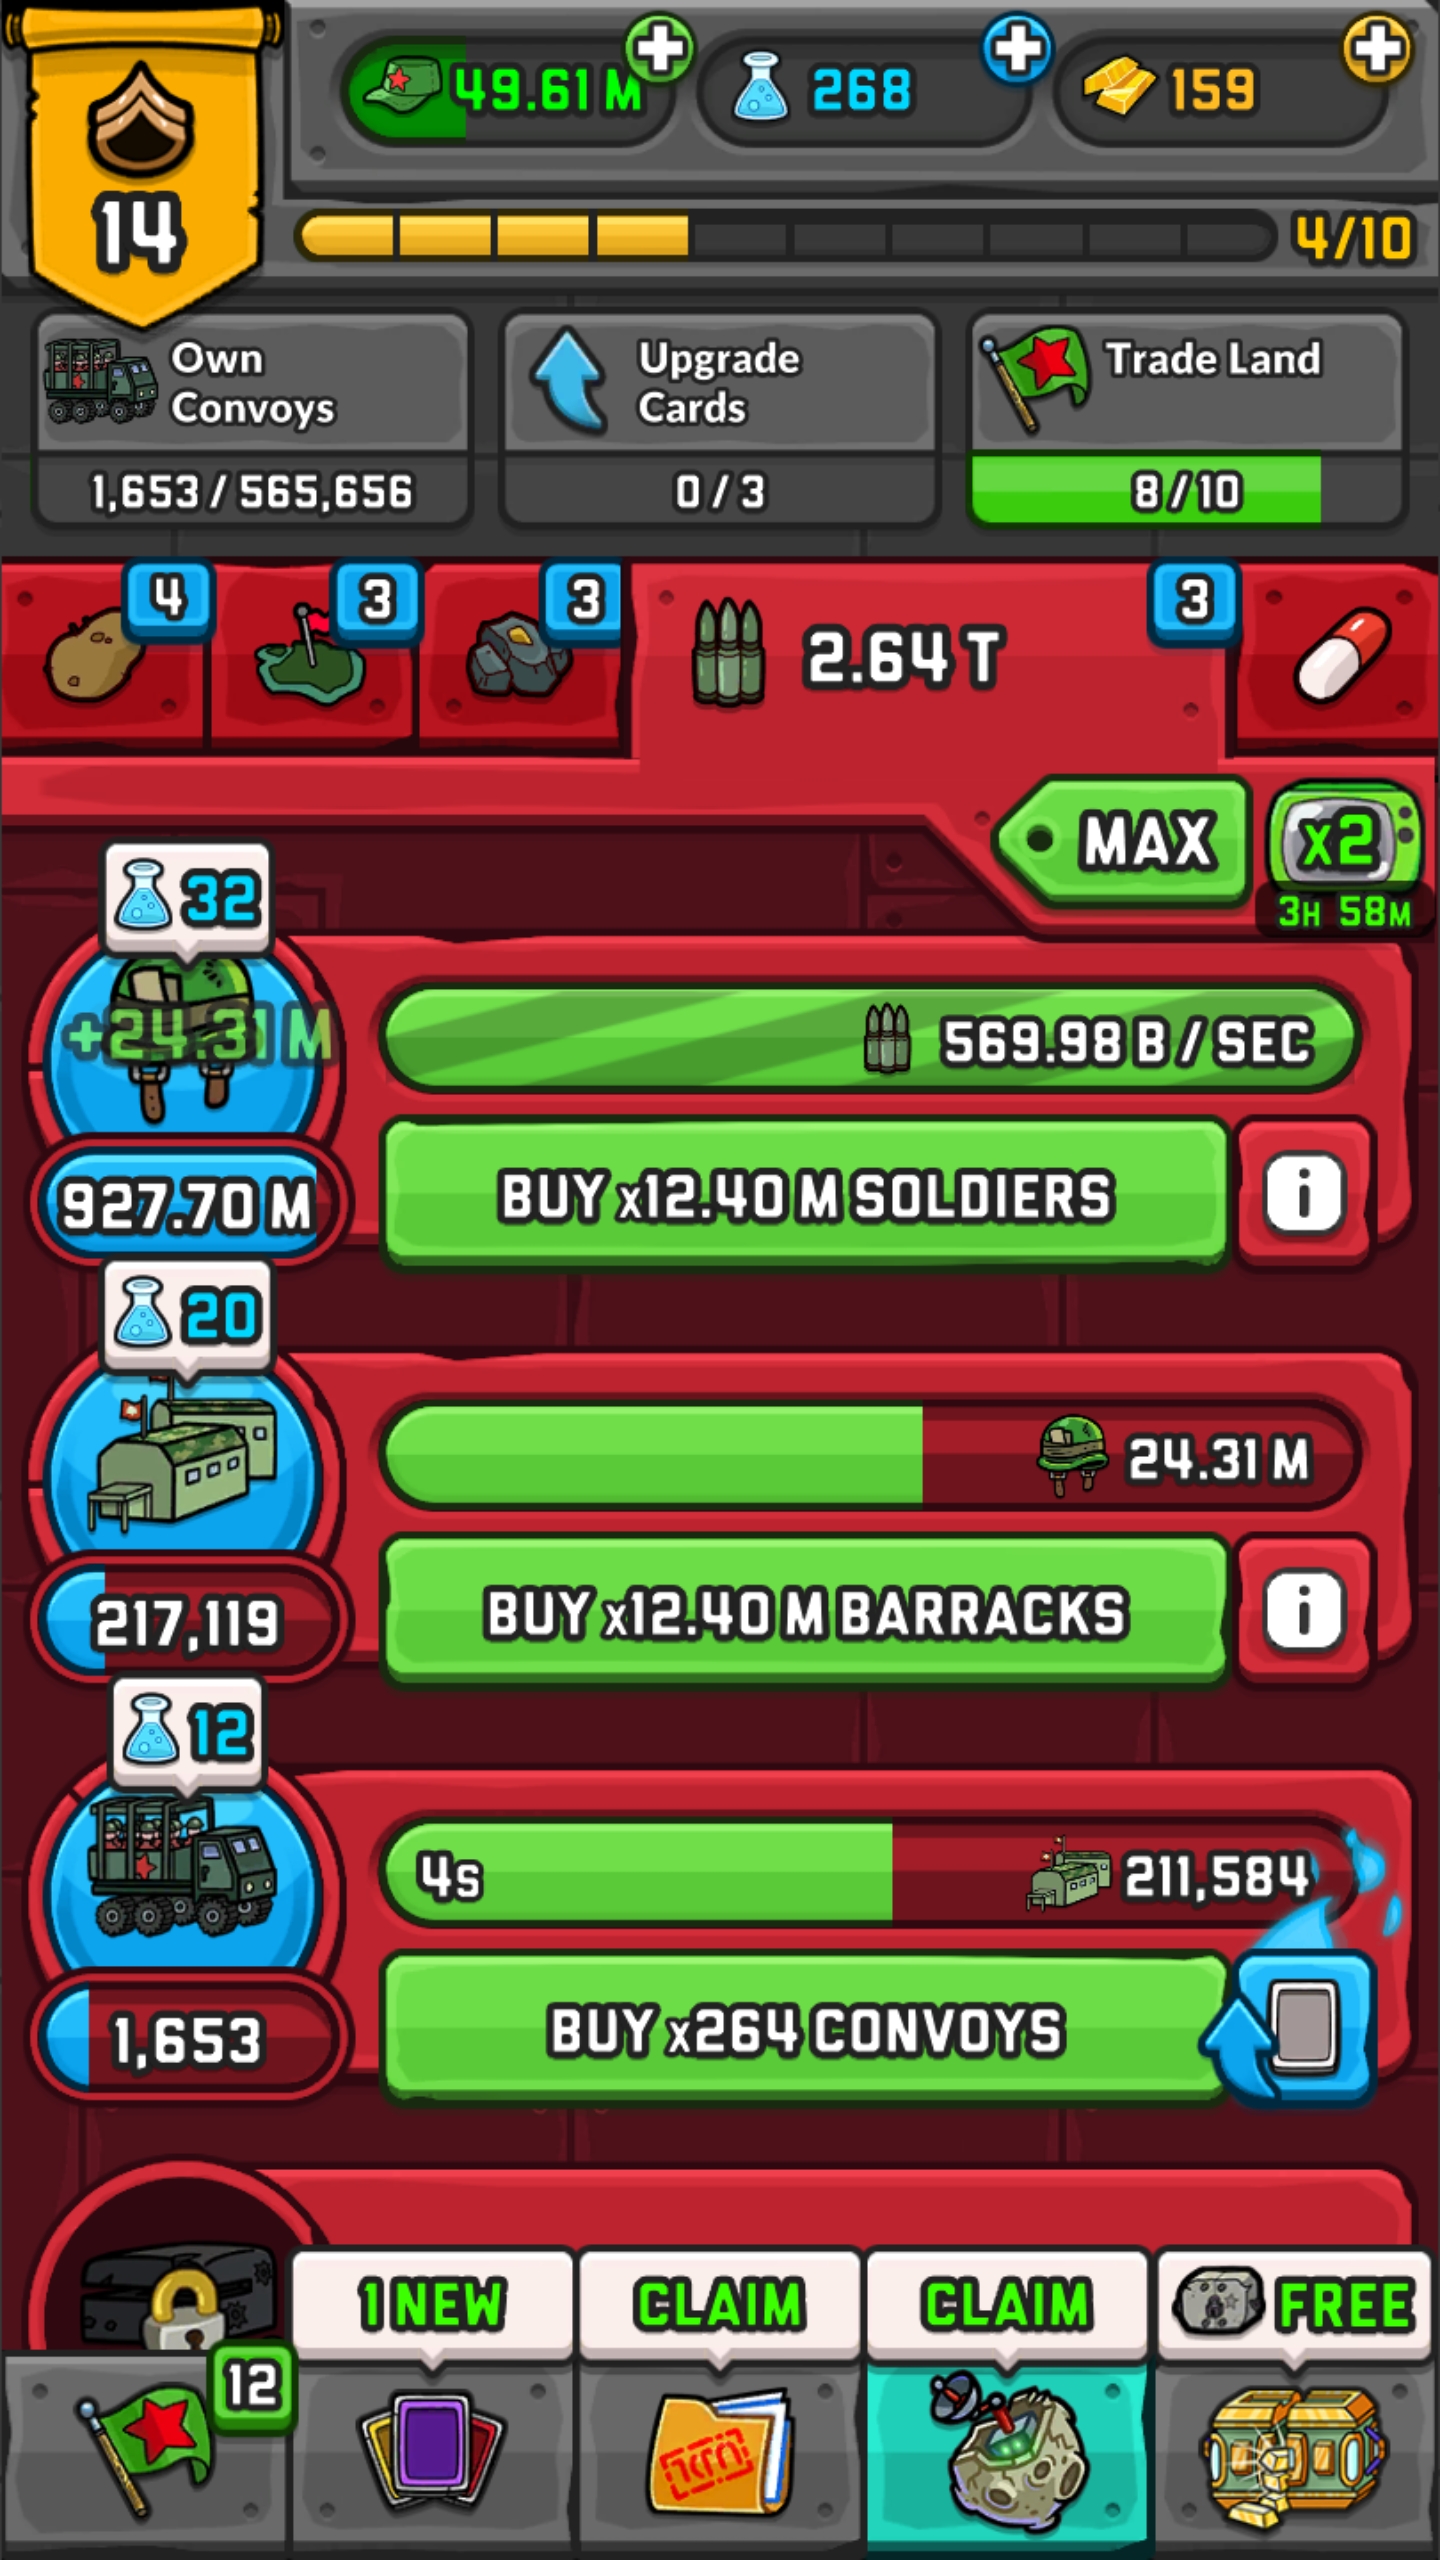 49.61 M
268
159
14
4/10
Own
Convoys
1,653 / 565,656
Upgrade
Cards
0 / 3
Trade Land
8 / 10
4
3
3
2.64 T
3
MAX
x2
3H 58M
32
+24.31 M
569.98 B / SEC
927.70 M
BUY x12.40 M SOLDIERS
i
20
24.31 M
217,119
BUY x12.40 M BARRACKS
i
12
4s
211,584
1,653
BUY x264 CONVOYS
1 NEW
CLAIM
CLAIM
FREE
12